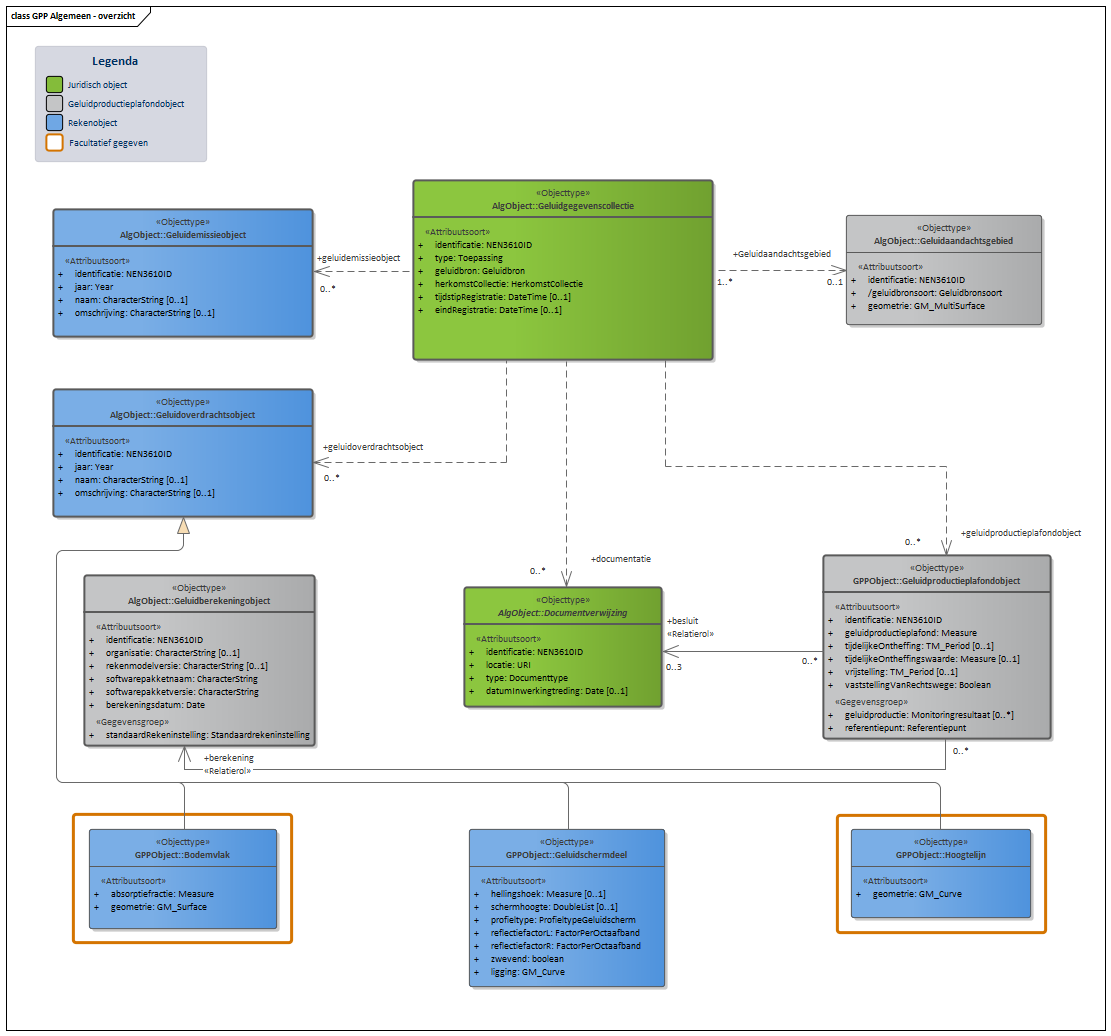 class GPP Algemeen - overzicht
Legenda
Juridisch object
Geluidproductieplafondobject
Rekenobject
Facultatief gegeven
«Objecttype»
AlgObject::Geluidemissieobject
«Attribuutsoort»
+ identificatie: NEN3610ID
+ jaar: Year
+ naam: CharacterString [0..1]
+ omschrijving: CharacterString [0..1]
+geluidemissieobject
0..*
«Objecttype»
AlgObject::Geluidgegevenscollectie
«Attribuutsoort»
+ identificatie: NEN3610ID
+ type: Toepassing
+ geluidbron: Geluidbron
+ herkomstCollectie: HerkomstCollectie
+ tijdstipRegistratie: DateTime [0..1]
+ eindRegistratie: DateTime [0..1]
+Geluidaandachtsgebied
1..*
0..1
«Objecttype»
AlgObject::Geluidaandachtsgebied
«Attribuutsoort»
+ identificatie: NEN3610ID
+ /geluidbronsoort: Geluidbronsoort
+ geometrie: GM_MultiSurface
«Objecttype»
AlgObject::Geluidoverdrachtsobject
«Attribuutsoort»
+ identificatie: NEN3610ID
+ jaar: Year
+ naam: CharacterString [0..1]
+ omschrijving: CharacterString [0..1]
+geluidoverdrachtsobject
0..*
+documentatie
0..*
+geluidproductieplafondobject
0..*
«Objecttype»
AlgObject::Geluidberekeningobject
«Attribuutsoort»
+ identificatie: NEN3610ID
+ organisatie: CharacterString [0..1]
+ rekenmodelversie: CharacterString [0..1]
+ softwarepakketnaam: CharacterString
+ softwarepakketversie: CharacterString
+ berekeningsdatum: Date
«Gegevensgroep»
+ standaardRekeninstelling: Standaardrekeninstelling
«Objecttype»
AlgObject::Documentverwijzing
«Attribuutsoort»
+ identificatie: NEN3610ID
+ locatie: URI
+ type: Documenttype
+ datumInwerkingtreding: Date [0..1]
+besluit
«Relatierol»
0..3
0..*
«Objecttype»
GPPObject::Geluidproductieplafondobject
«Attribuutsoort»
+ identificatie: NEN3610ID
+ geluidproductieplafond: Measure
+ tijdelijkeOntheffing: TM_Period [0..1]
+ tijdelijkeOntheffingswaarde: Measure [0..1]
+ vrijstelling: TM_Period [0..1]
+ vaststellingVanRechtswege: Boolean
«Gegevensgroep»
+ geluidproductie: Monitoringresultaat [0..*]
+ referentiepunt: Referentiepunt
0..*
+berekening
«Relatierol»
«Objecttype»
GPPObject::Bodemvlak
«Attribuutsoort»
+ absorptiefractie: Measure
+ geometrie: GM_Surface
«Objecttype»
GPPObject::Geluidschermdeel
«Attribuutsoort»
+ hellingshoek: Measure [0..1]
+ schermhoogte: DoubleList [0..1]
+ profieltype: ProfieltypeGeluidscherm
+ reflectiefactorL: FactorPerOctaafband
+ reflectiefactorR: FactorPerOctaafband
+ zwevend: boolean
+ ligging: GM_Curve
«Objecttype»
GPPObject::Hoogtelijn
«Attribuutsoort»
+ geometrie: GM_Curve